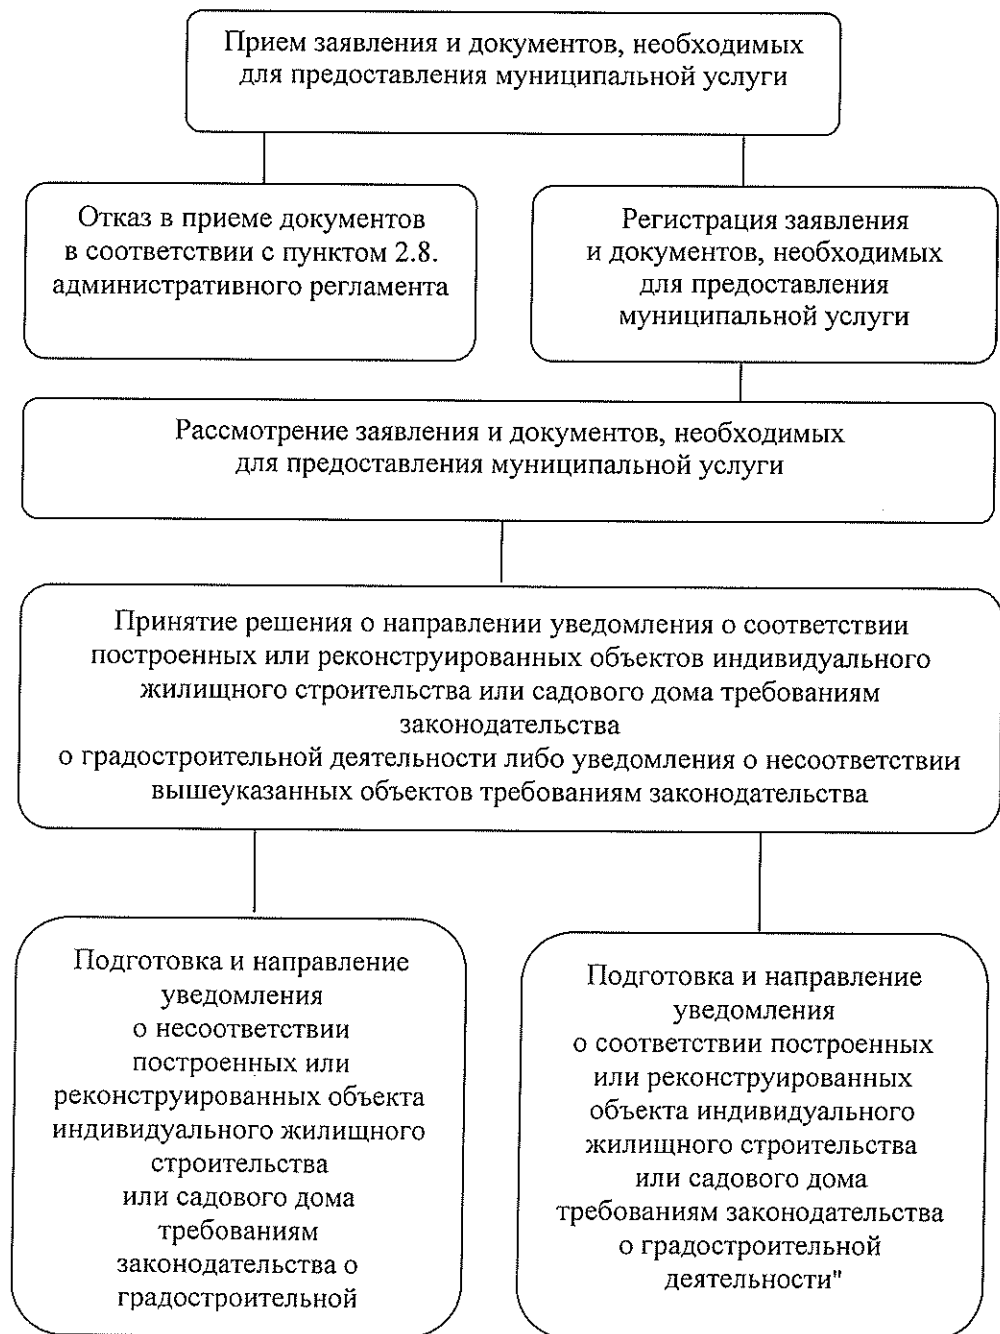 Прием заявления и документов, необходимых
для предоставления муниципальной услуги
Отказ в приеме документов
в соответствии с пунктом 2.8.
административного регламента
Регистрация заявления
и документов, необходимых
для предоставления
муниципальной услуги
Рассмотрение заявления и документов, необходимых
для предоставления муниципальной услуги
Принятие решения о направлении уведомления о соответствии
построенных или реконструированных объектов индивидуального
жилищного строительства или садового дома требованиям
законодательства
о градостроительной деятельности либо уведомления о несоответствии
вышеуказанных объектов требованиям законодательства
Подготовка и направление
уведомления
о несоответствии
построенных или
реконструированных объекта
индивидуального жилищного
строительства
или садового дома
требованиям
законодательства о
градостроительной
Подготовка и направление
уведомления
о соответствии построенных
или реконструированных
объекта индивидуального
жилищного строительства
или садового дома
требованиям законодательства
о градостроительной
деятельности"